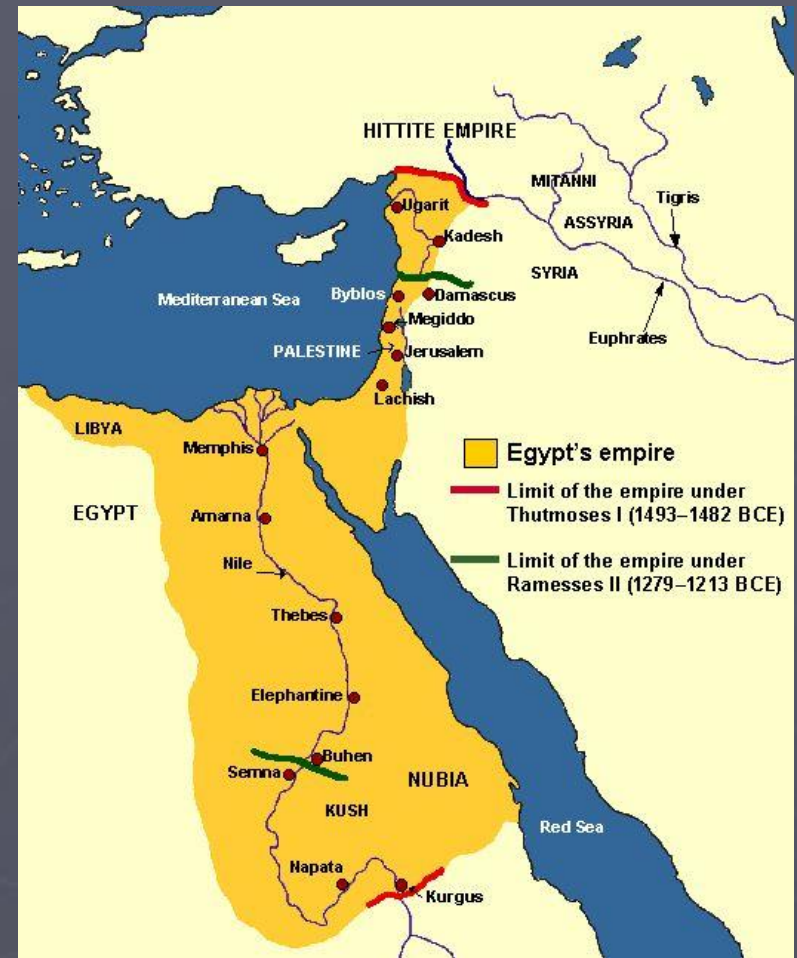 HITTITE EMPIRE
MITANNI
Tigris
Ugarit
ASSYRIA
Kadesh
SYRIA
Byblos
Damascus
Mediterranean Sea
Megiddo
Euphrates
PALESTINE
Jerusalem
Lachish
LIBYA
Memphis
Egypt's empire
Limit of the empire under
Thutmoses I (1493–1482 BCE)
EGYPT
Amarna
Nile
Limit of the empire under
Ramesses II (1279–1213 BCE)
Thebes
Elephantine
Buhen
Semna
NUBIA
KUSH
Red Sea
Napata
Kurgus